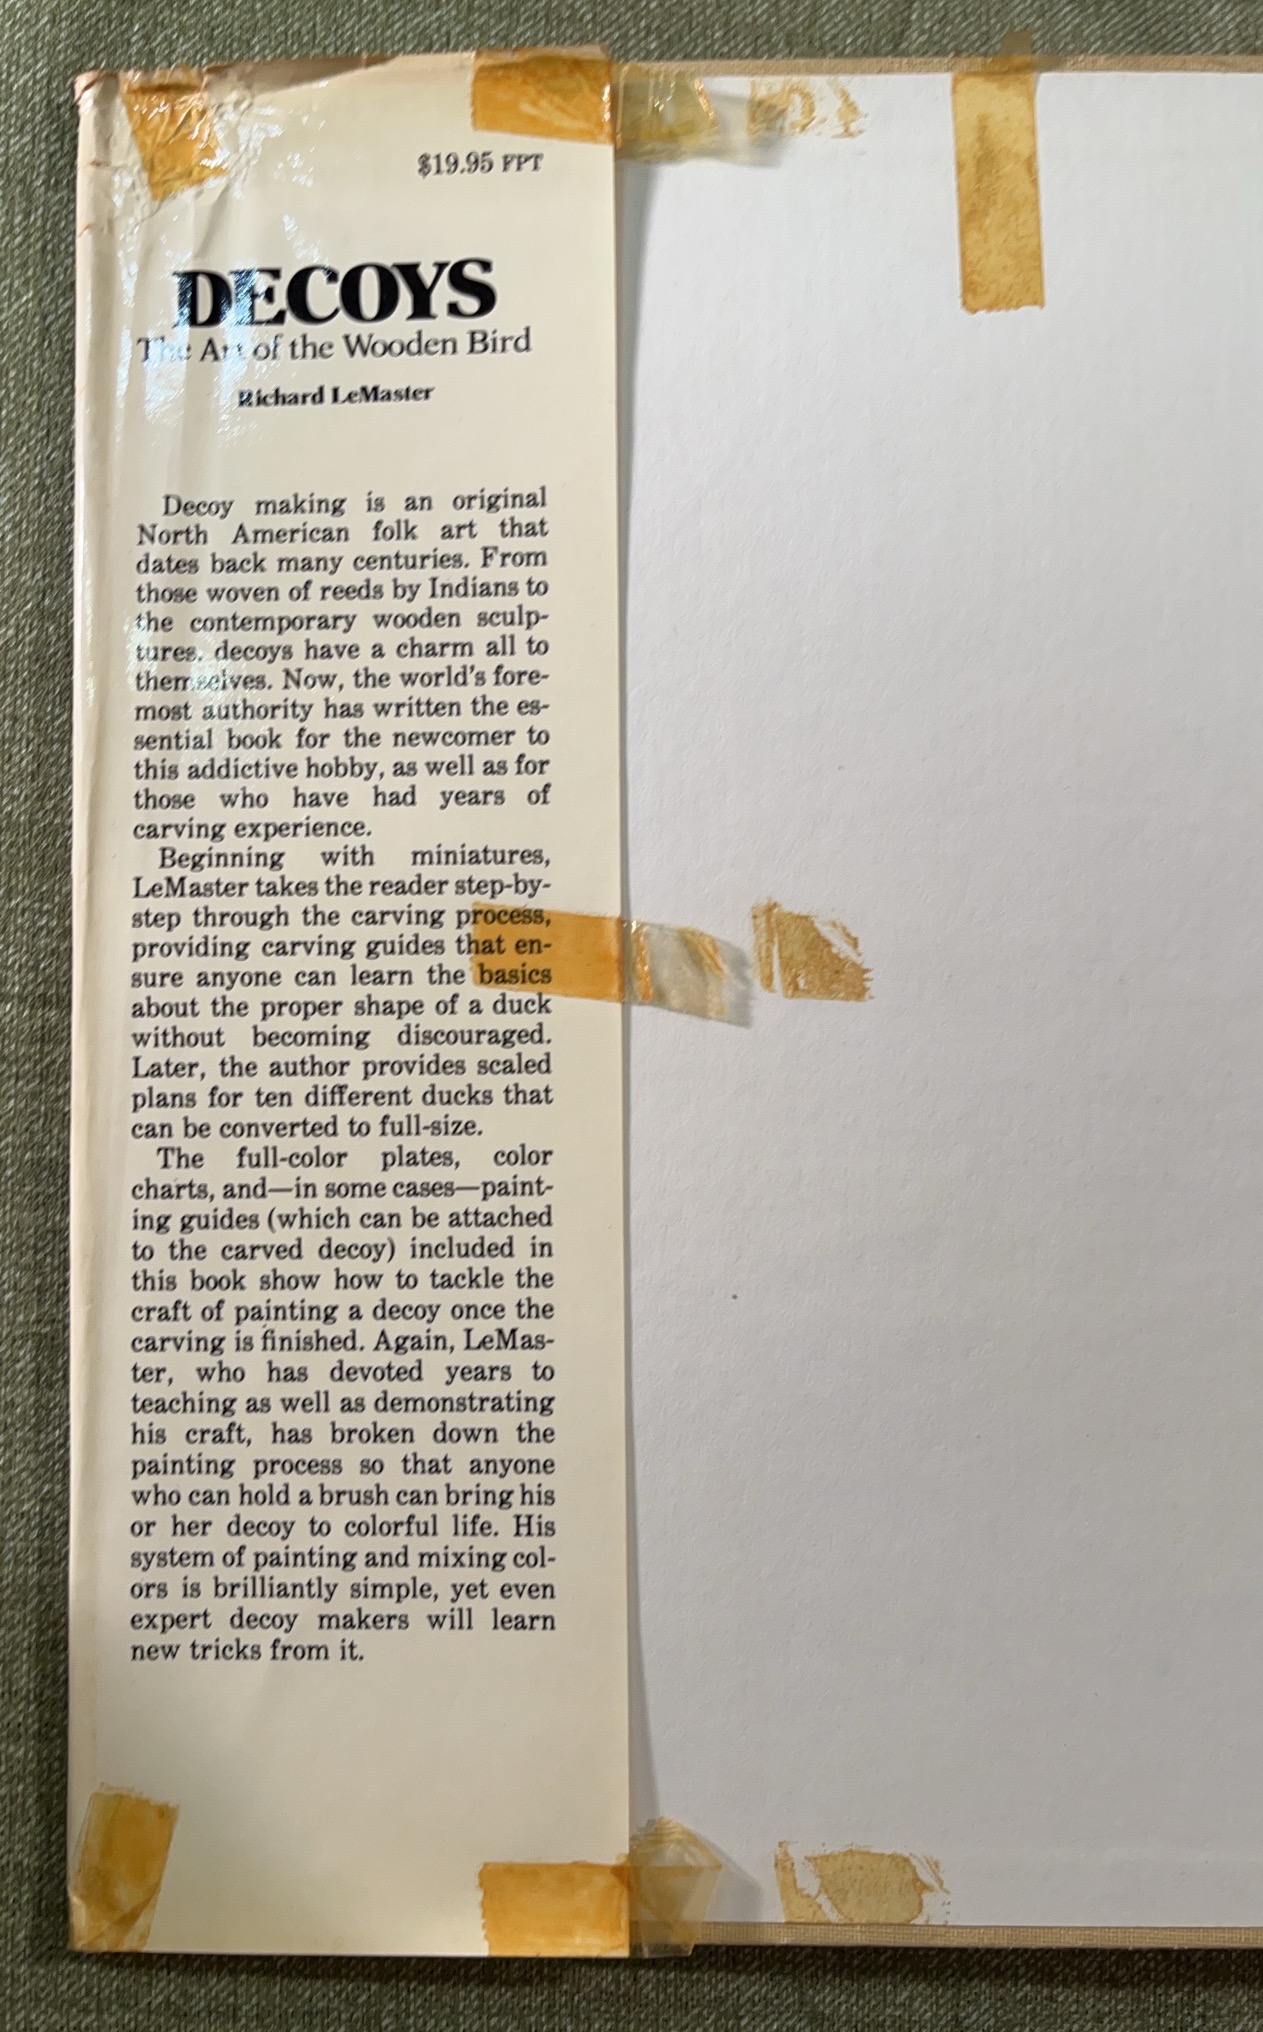 $19.95 FPT
DECOYS
The Art of the Wooden Bird
Richard LeMaster
Decoy making is an original
North American folk art that
dates back many centuries. From
those woven of reeds by Indians to
the contemporary wooden sculp-
tures, decoys have a charm all to
themselves. Now, the world's fore-
most authority has written the es-
sential book for the newcomer to
this addictive hobby, as well as for
those who have had years of
carving experience.
Beginning with miniatures,
LeMaster takes the reader step-by-
step through the carving process,
providing carving guides that en-
sure anyone can learn the basics
about the proper shape of a duck
without becoming discouraged.
Later, the author provides scaled
plans for ten different ducks that
can be converted to full-size.
The full-color plates, color
charts, and—in some cases—paint-
ing guides (which can be attached
to the carved decoy) included in
this book show how to tackle the
craft of painting a decoy once the
carving is finished. Again, LeMas-
ter, who has devoted years to
teaching as well as demonstrating
his craft, has broken down the
painting process so that anyone
who can hold a brush can bring his
or her decoy to colorful life. His
system of painting and mixing col-
ors is brilliantly simple, yet even
expert decoy makers will learn
new tricks from it.